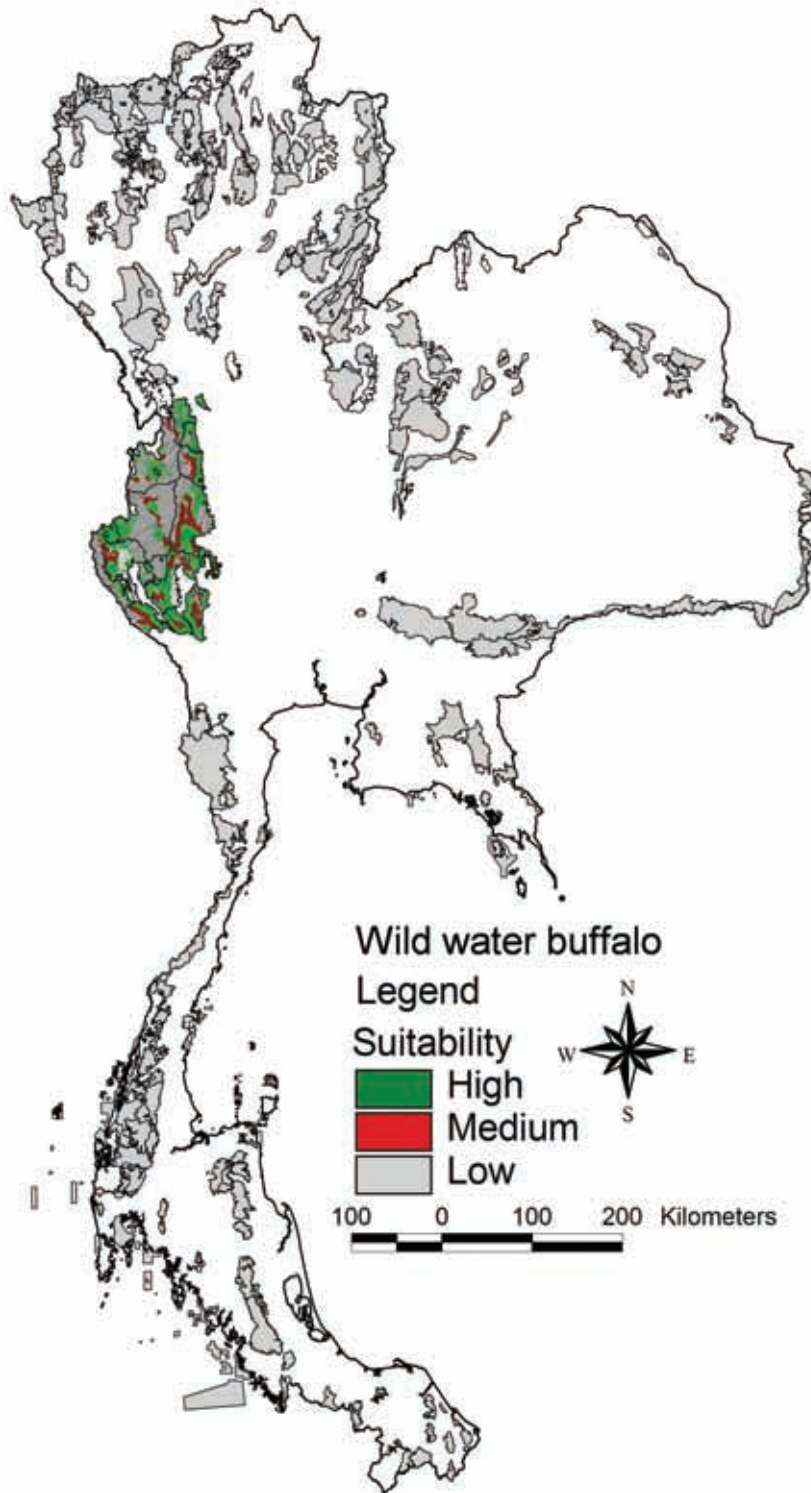 Wild water buffalo
Legend
Suitability
High
Medium
Low
N
W E
S
100 0 100 200 Kilometers